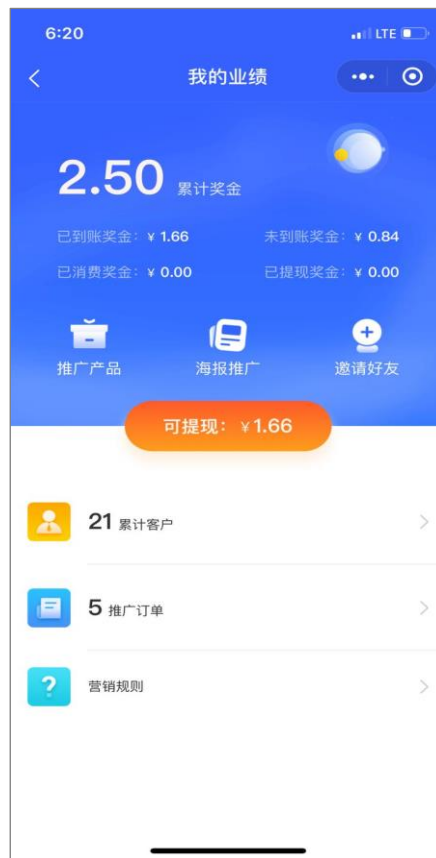 6:20 LTE
我的业绩
2.50 累计奖金
已到账奖金：¥ 1.66 未到账奖金：¥ 0.84
已消费奖金：¥ 0.00 已提现奖金：¥ 0.00
推广产品 海报推广 邀请好友
可提现：¥1.66
21 累计客户
5 推广订单
? 营销规则